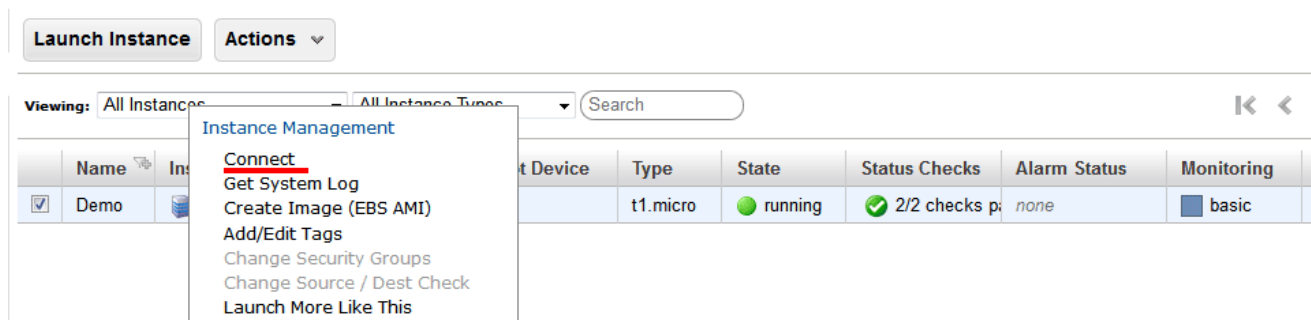 Launch Instance Actions
Viewing: All Instances All Instance Types Search
Instance Management
Connect
Get System Log
Create Image (EBS AMI)
Add/Edit Tags
Change Security Groups
Change Source / Dest Check
Launch More Like This
Name Ins t Device Type State Status Checks Alarm Status Monitoring
Demo t1.micro running 2/2 checks pa none basic